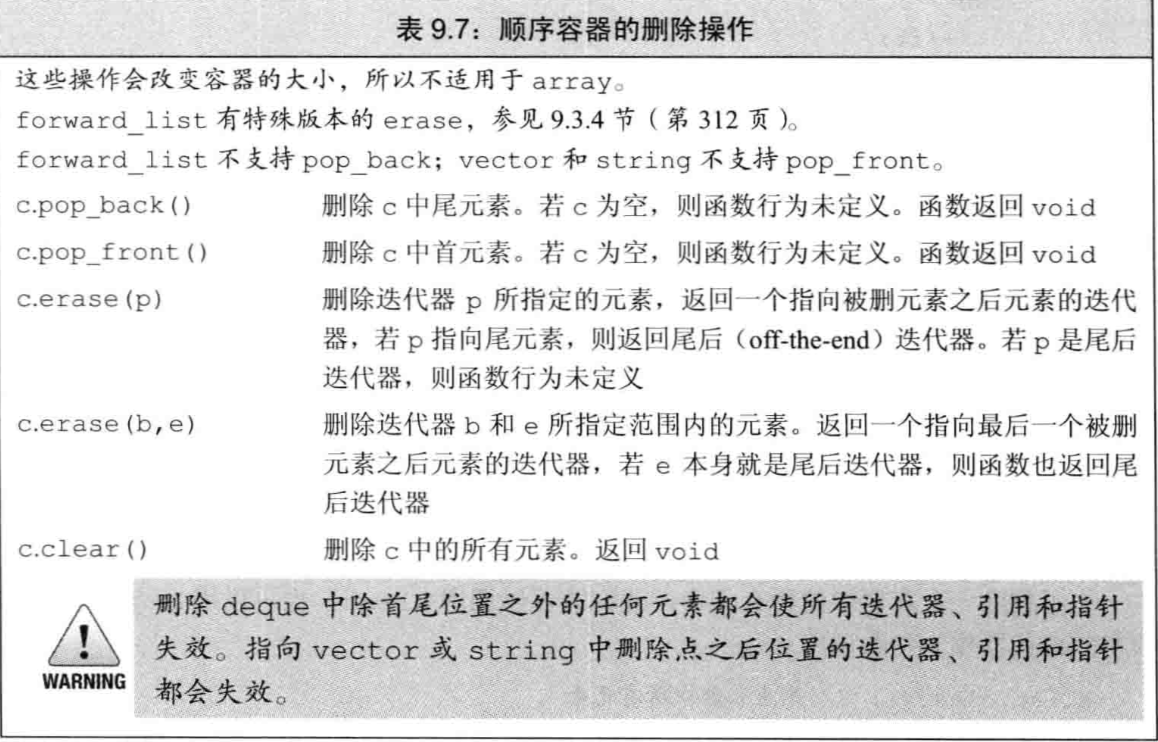 表 9.7：顺序容器的删除操作
这些操作会改变容器的大小，所以不适用于 array。
forward_list 有特殊版本的 erase，参见 9.3.4 节（第 312 页）。
forward_list 不支持 pop_back；vector 和 string 不支持 pop_front。
c.pop_back() 删除 c 中尾元素。若 c 为空，则函数行为未定义。函数返回 void
c.pop_front() 删除 c 中首元素。若 c 为空，则函数行为未定义。函数返回 void
c.erase(p) 删除迭代器 p 所指定的元素，返回一个指向被删元素之后元素的迭代
器，若 p 指向尾元素，则返回尾后（off-the-end）迭代器。若 p 是尾后
迭代器，则函数行为未定义
c.erase(b,e) 删除迭代器 b 和 e 所指定范围内的元素。返回一个指向最后一个被删
元素之后元素的迭代器，若 e 本身就是尾后迭代器，则函数也返回尾
后迭代器
c.clear() 删除 c 中的所有元素。返回 void
删除 deque 中除首尾位置之外的任何元素都会使所有迭代器、引用和指针
失效。指向 vector 或 string 中删除点之后位置的迭代器、引用和指针
都会失效。
WARNING